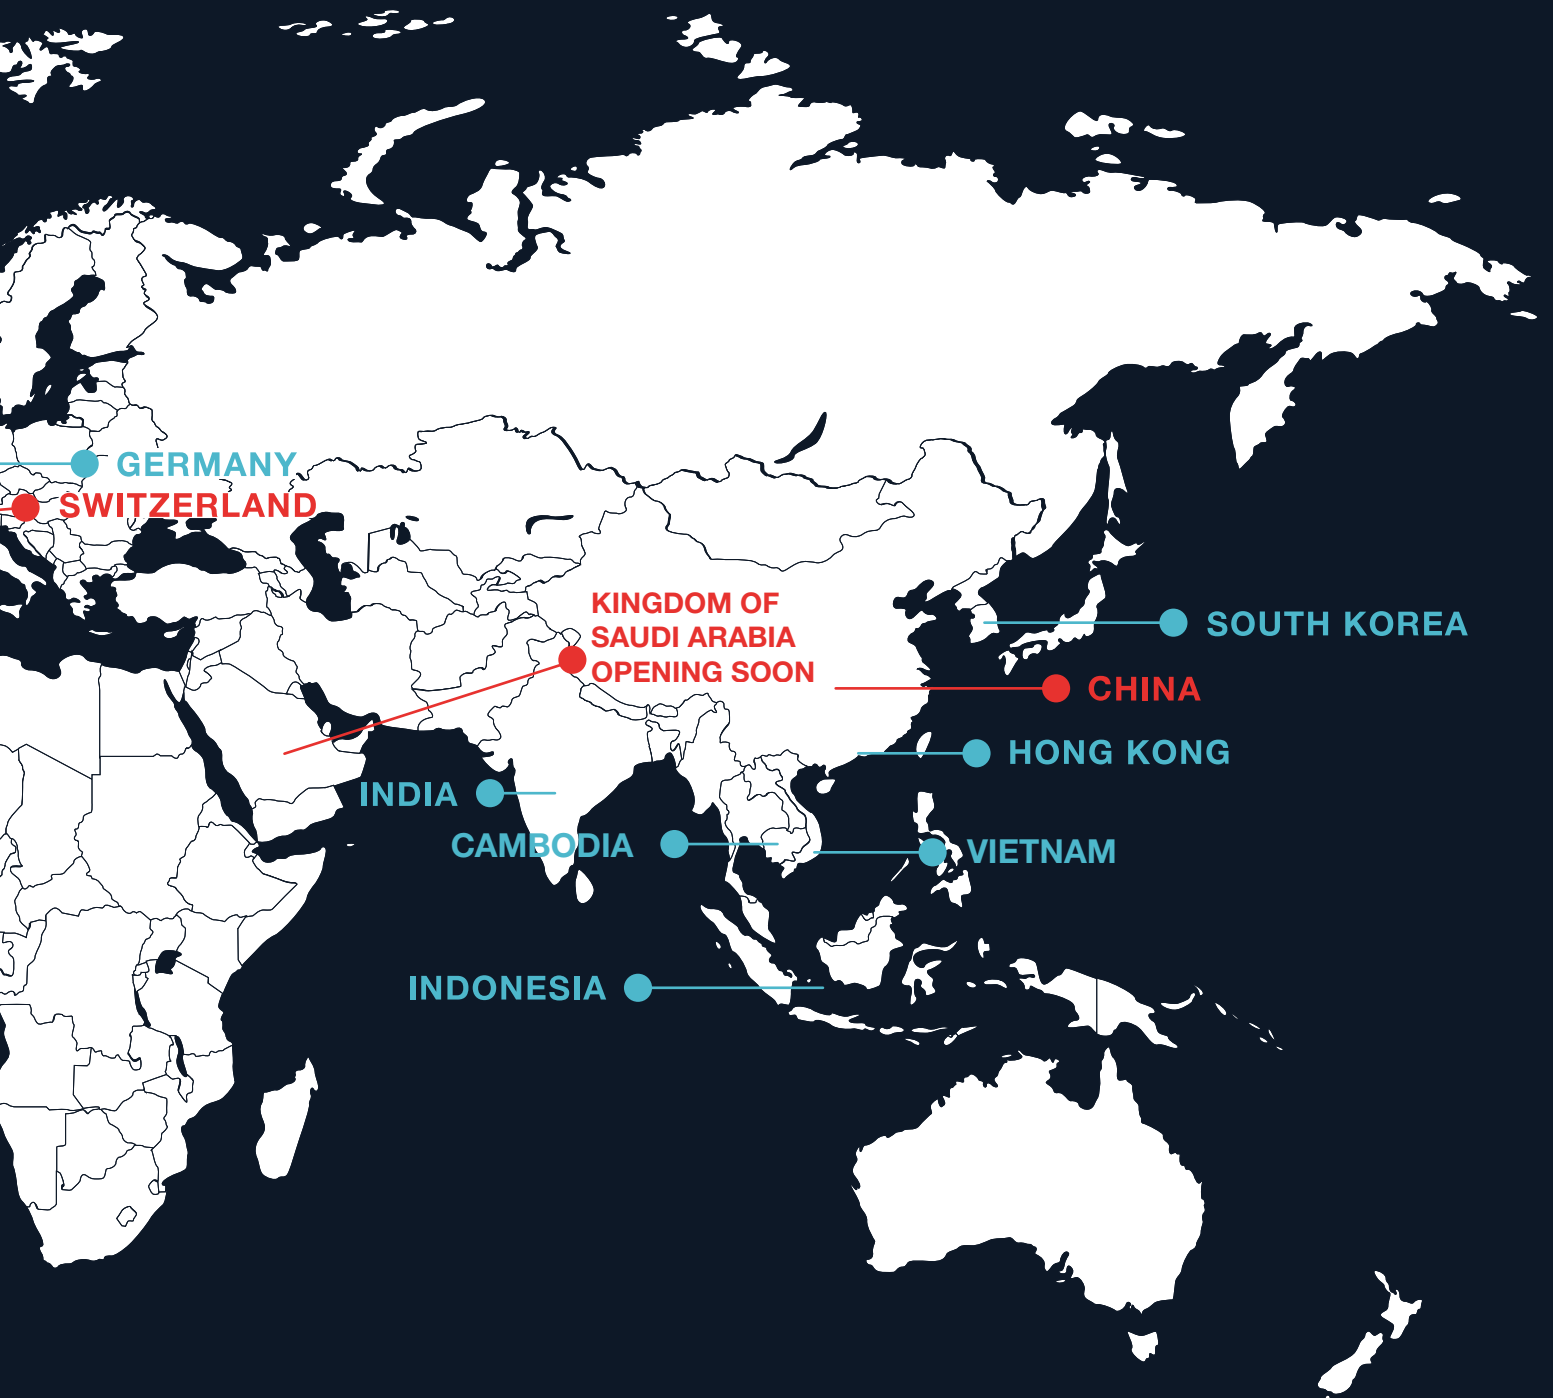 GERMANY
SWITZERLAND
KINGDOM OF
SAUDI ARABIA
OPENING SOON
SOUTH KOREA
CHINA
HONG KONG
INDIA
CAMBODIA
VIETNAM
INDONESIA